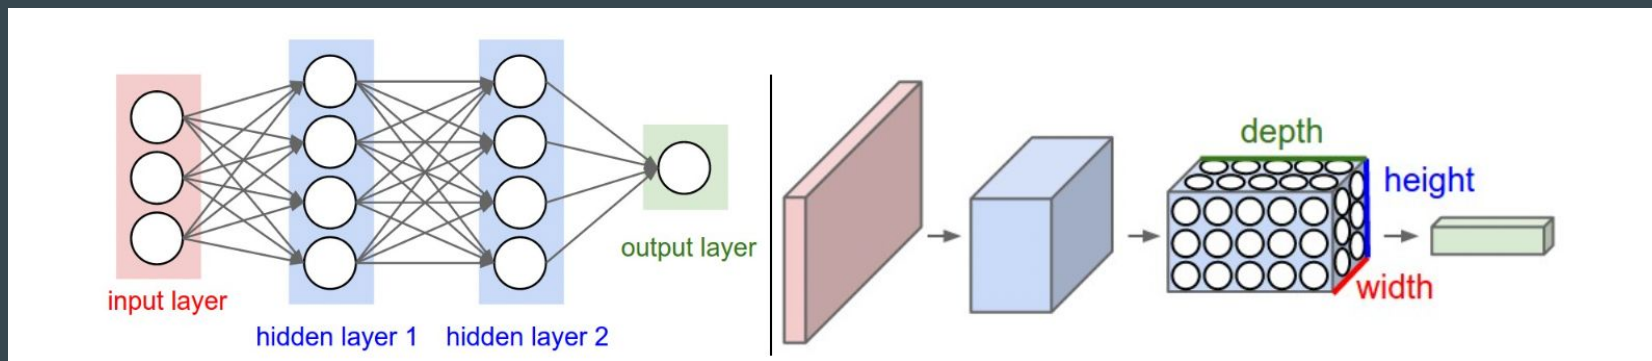 input layer
hidden layer 1
hidden layer 2
output layer
depth
height
width